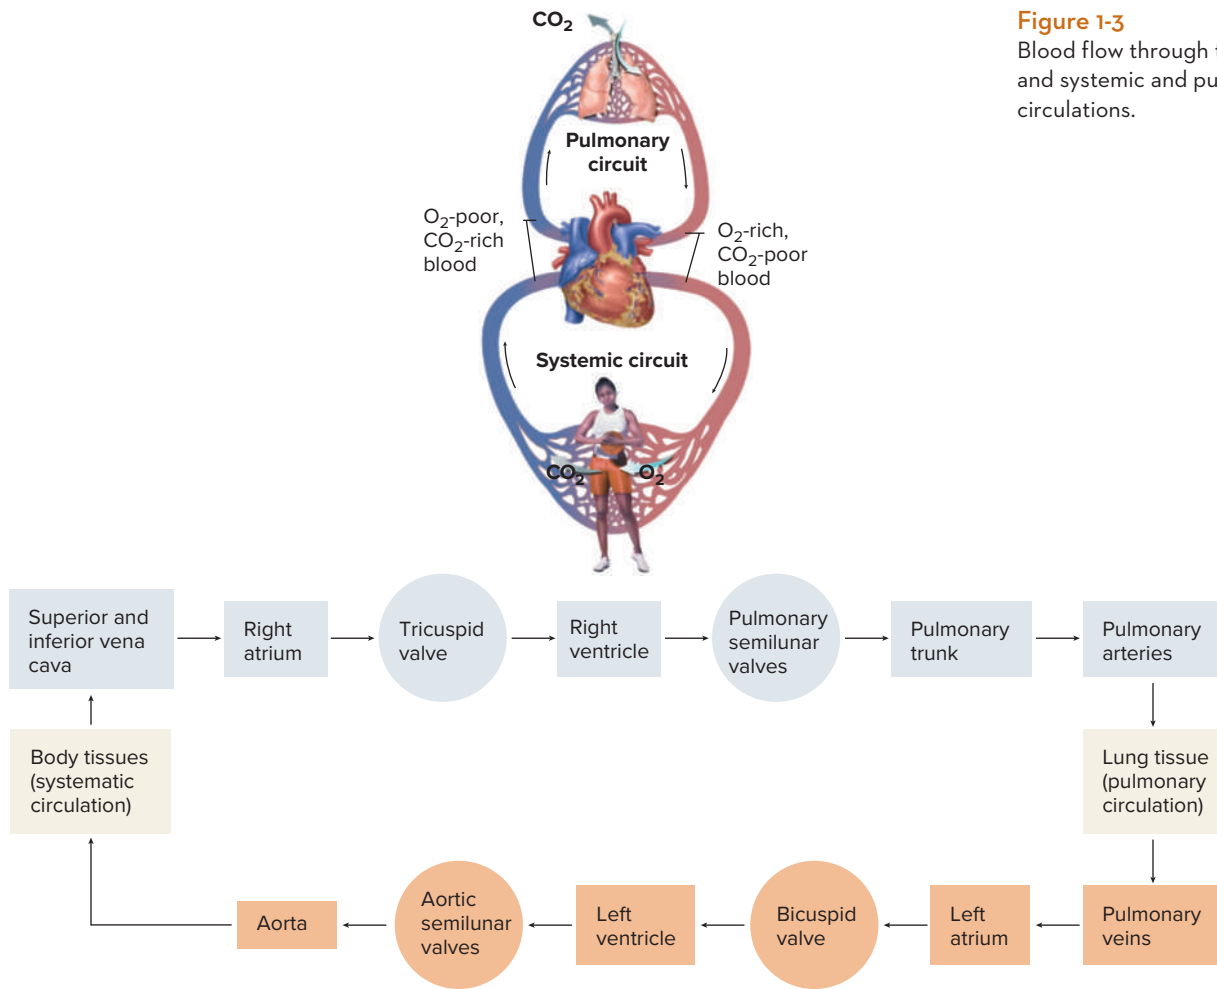 CO2
Figure 1-3
Blood flow through t
and systemic and pu
circulations.
Pulmonary
circuit
O2-poor,
CO2-rich
blood
O2-rich,
CO2-poor
blood
Systemic circuit
CO2
O2
Superior and
inferior vena
cava
Right
atrium
Tricuspid
valve
Right
ventricle
Pulmonary
semilunar
valves
Pulmonary
trunk
Pulmonary
arteries
Body tissues
(systematic
circulation)
Lung tissue
(pulmonary
circulation)
Aorta
Aortic
semilunar
valves
Left
ventricle
Bicuspid
valve
Left
atrium
Pulmonary
veins